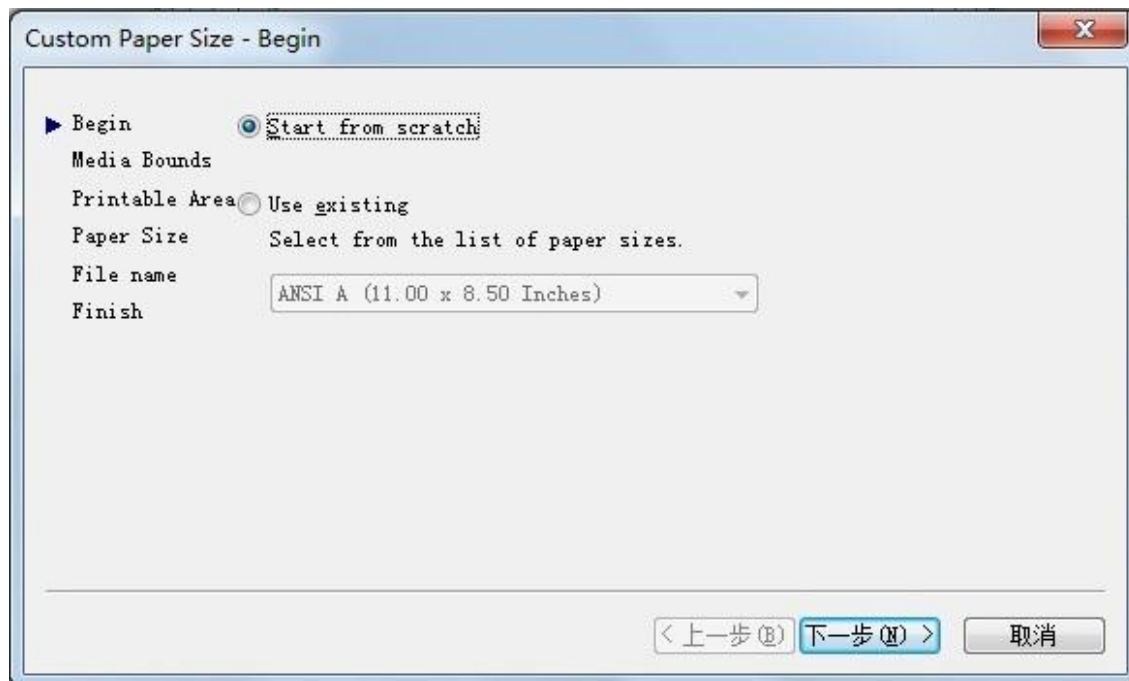 Custom Paper Size - Begin
Begin
Start from scratch
Media Bounds
Printable Area
Use existing
Paper Size
Select from the list of paper sizes.
File name
ANSI A (11.00 x 8.50 Inches)
Finish
< 上一步(B)
下一步(N) >
取消